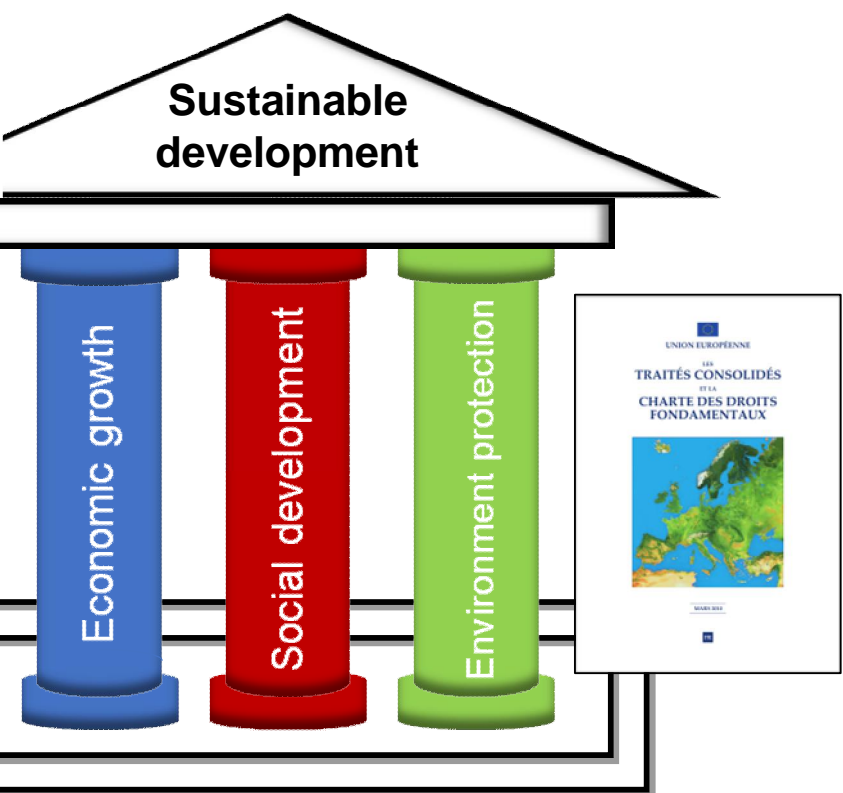 Sustainable
development
Economic growth
Social development
Environment protection
UNION EUROPÉENNE
LES
TRAITÉS CONSOLIDÉS
ET LA
CHARTE DES DROITS
FONDAMENTAUX
FR